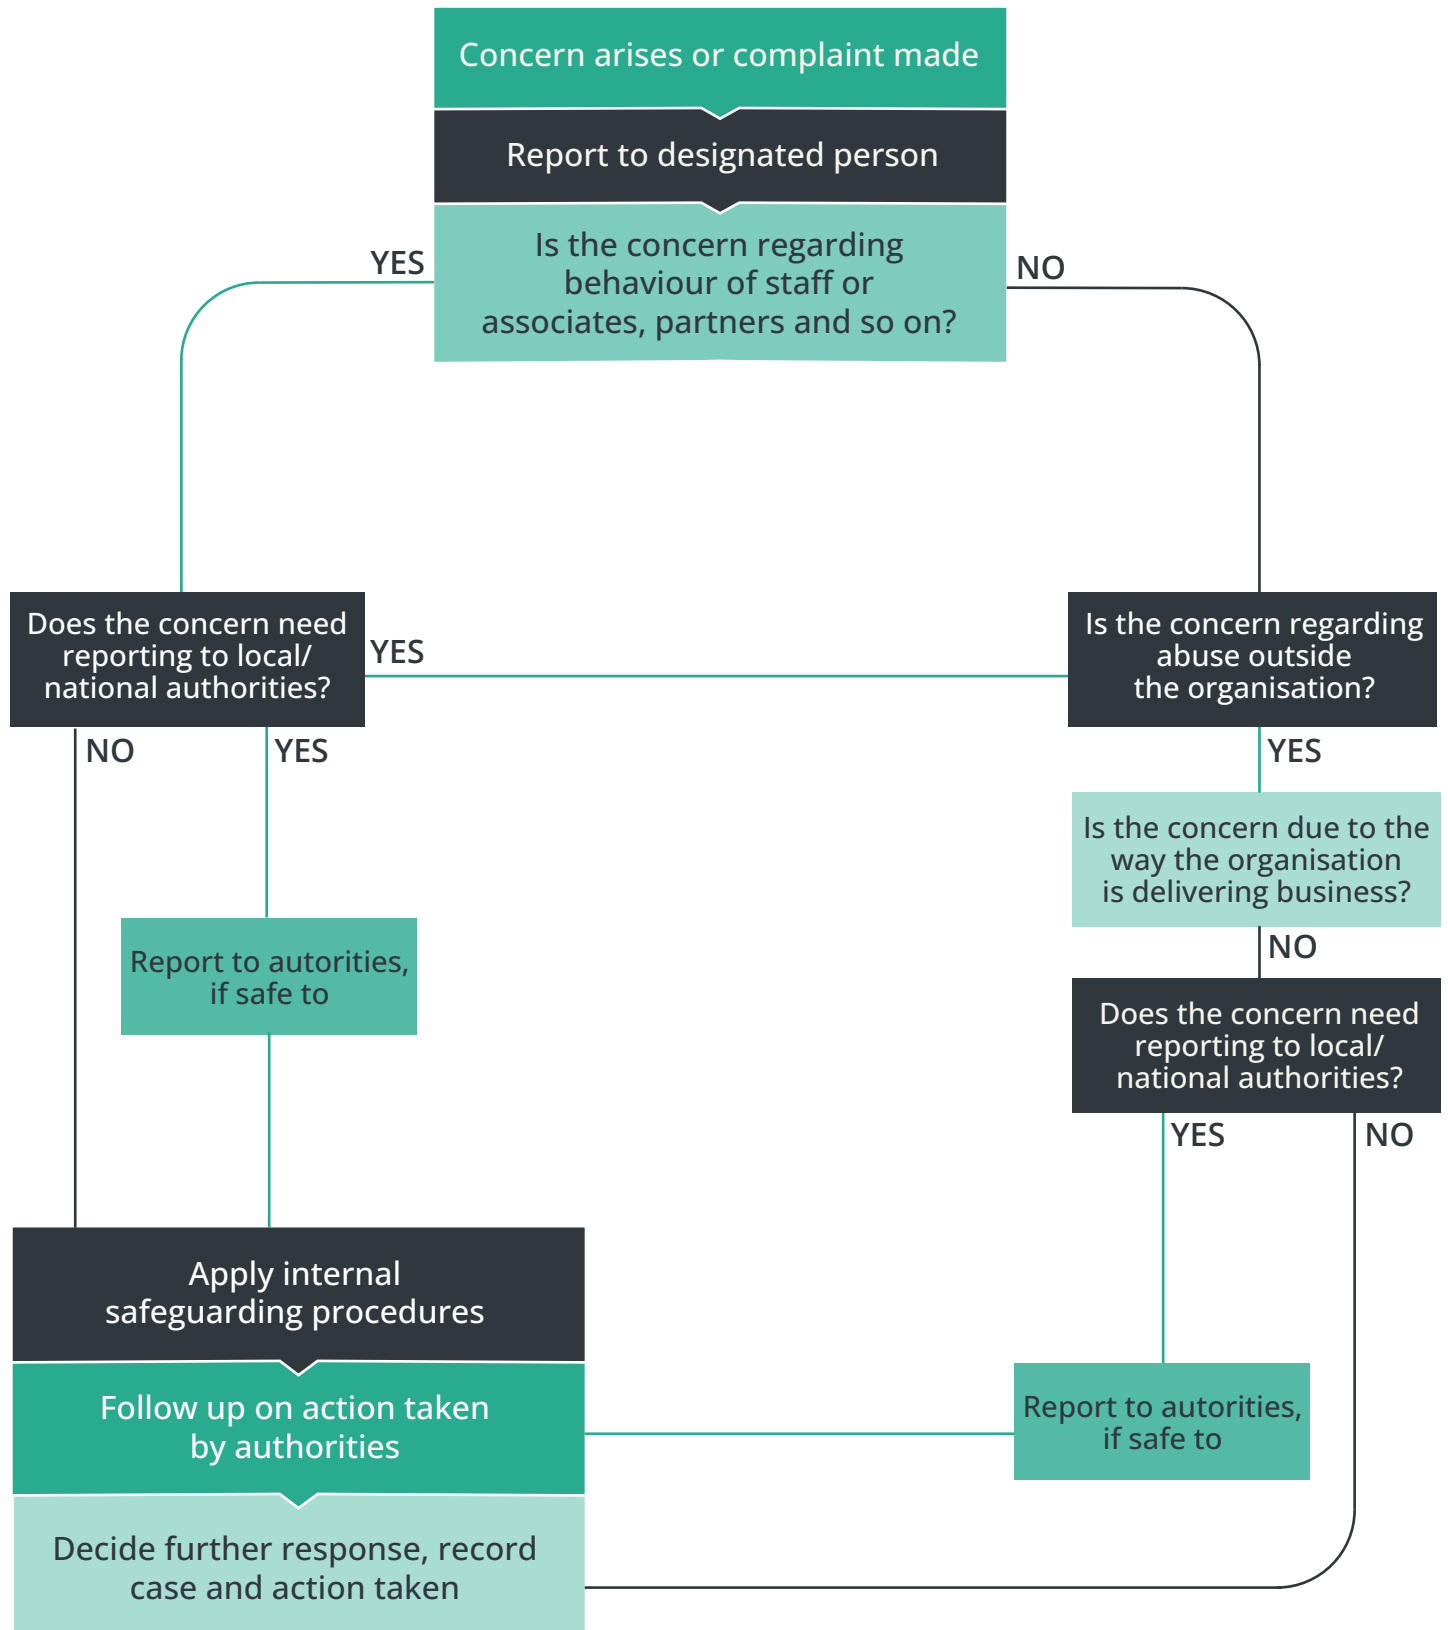 Concern arises or complaint made
Report to designated person
Is the concern regarding
behaviour of staff or
associates, partners and so on?
YES
NO
Does the concern need
reporting to local/
national authorities?
YES
Is the concern regarding
abuse outside
the organisation?
NO
YES
YES
Is the concern due to the
way the organisation
is delivering business?
NO
Report to autorities,
if safe to
Does the concern need
reporting to local/
national authorities?
YES
NO
Apply internal
safeguarding procedures
Follow up on action taken
by authorities
Report to autorities,
if safe to
Decide further response, record
case and action taken